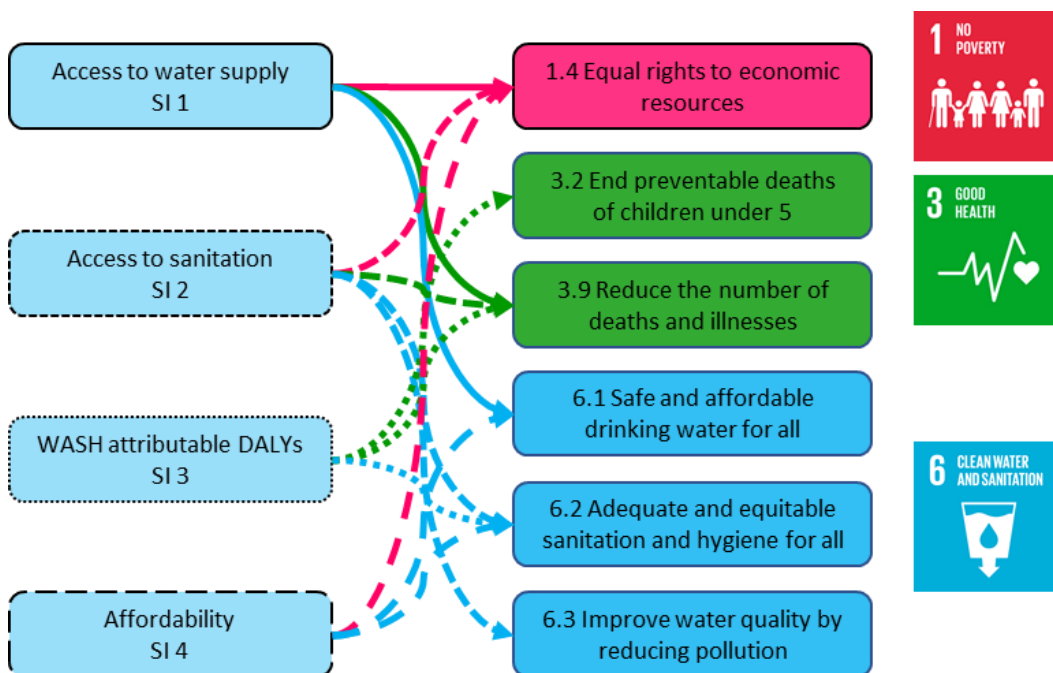 Access to water supply
SI 1
Access to sanitation
SI 2
WASH attributable DALYs
SI 3
Affordability
SI 4
1.4 Equal rights to economic
resources
3.2 End preventable deaths
of children under 5
3.9 Reduce the number of
deaths and illnesses
6.1 Safe and affordable
drinking water for all
6.2 Adequate and equitable
sanitation and hygiene for all
6.3 Improve water quality by
reducing pollution
1 NO
POVERTY
3 GOOD
HEALTH
6 CLEAN WATER
AND SANITATION